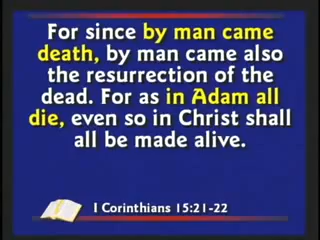 For since by man came
death, by man came also
the resurrection of the
dead. For as in Adam all
die, even so in Christ shall
all be made alive.
I Corinthians 15:21-22